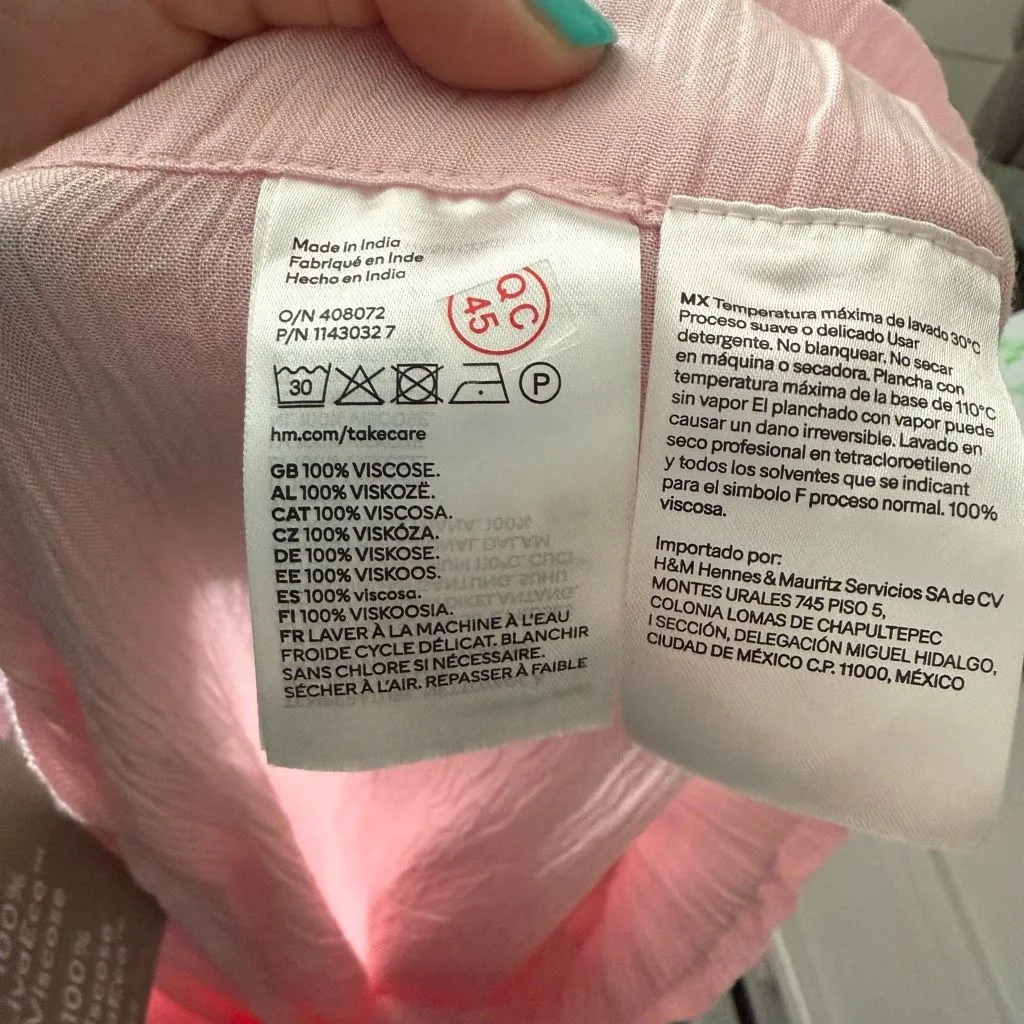 Made in India
Fabriqué en Inde
Hecho en India
QC
45
O/N 408072
P/N 1143032 7
30
P
hm.com/takecare
GB 100% VISCOSE.
AL 100% VISKOZË.
CAT 100% VISCOSA.
CZ 100% VISKÓZA.
DE 100% VISKOSE.
EE 100% VISKOOS.
ES 100% viscosa.
FI 100% VISKOOSIA.
FR LAVER À LA MACHINE À L'EAU
FROIDE CYCLE DÉLICAT. BLANCHIR
SANS CHLORE SI NÉCESSAIRE.
SÉCHER À L'AIR. REPASSER À FAIBLE
MX Temperatura máxima de lavado 30°C
Proceso suave o delicado Usar
detergente. No blanquear. No secar
en máquina o secadora. Plancha con
temperatura máxima de la base de 110°C
sin vapor El planchado con vapor puede
causar un dano irreversible. Lavado en
seco profesional en tetracloroetileno
y todos los solventes que se indicant
para el simbolo F proceso normal. 100%
viscosa.
Importado por:
H&M Hennes & Mauritz Servicios SA de CV
MONTES URALES 745 PISO 5,
COLONIA LOMAS DE CHAPULTEPEC
I SECCIÓN, DELEGACIÓN MIGUEL HIDALGO,
CIUDAD DE MÉXICO C.P. 11000, MÉXICO
100%
Viscose
100%